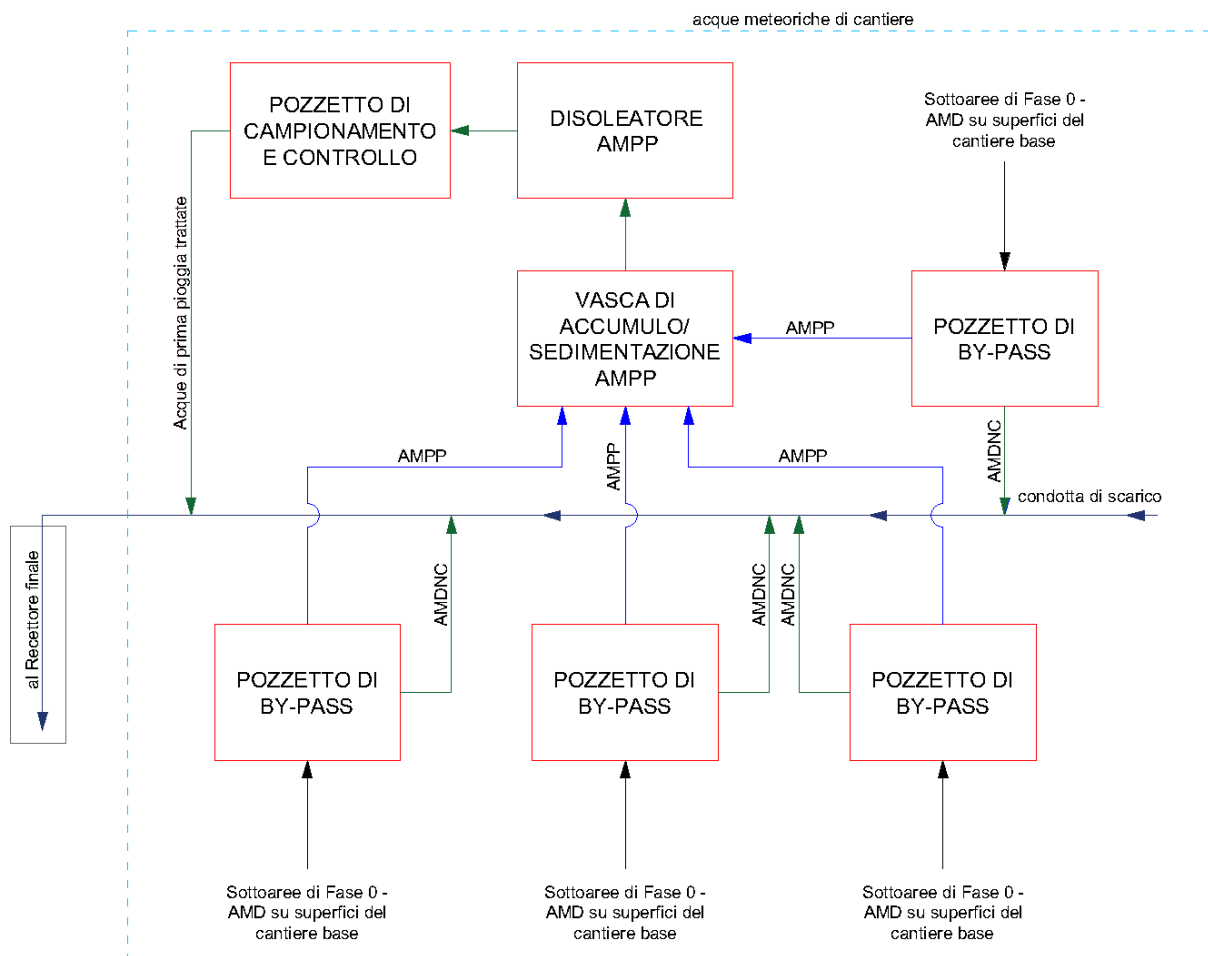 acque meteoriche di cantiere
POZZETTO DI
CAMPIONAMENTO
E CONTROLLO
DISOLEATORE
AMPP
Sottoaree di Fase 0 -
AMD su superfici del
cantiere base
Acque di prima pioggia trattate
VASCA DI
ACCUMULO/
SEDIMENTAZIONE
AMPP
AMPP
POZZETTO DI
BY-PASS
AMPP
AMPP
AMPP
AMDNC
condotta di scarico
al Recettore finale
AMDNC
AMDNC
AMDNC
POZZETTO DI
BY-PASS
POZZETTO DI
BY-PASS
POZZETTO DI
BY-PASS
Sottoaree di Fase 0 -
AMD su superfici del
cantiere base
Sottoaree di Fase 0 -
AMD su superfici del
cantiere base
Sottoaree di Fase 0 -
AMD su superfici del
cantiere base